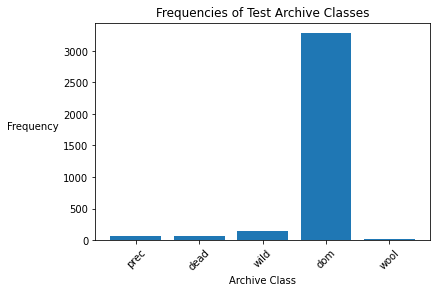 Frequencies of Test Archive Classes
3000
2500
2000
1500
1000
500
0
Frequency
prec
dead
wild
dom
wool
Archive Class